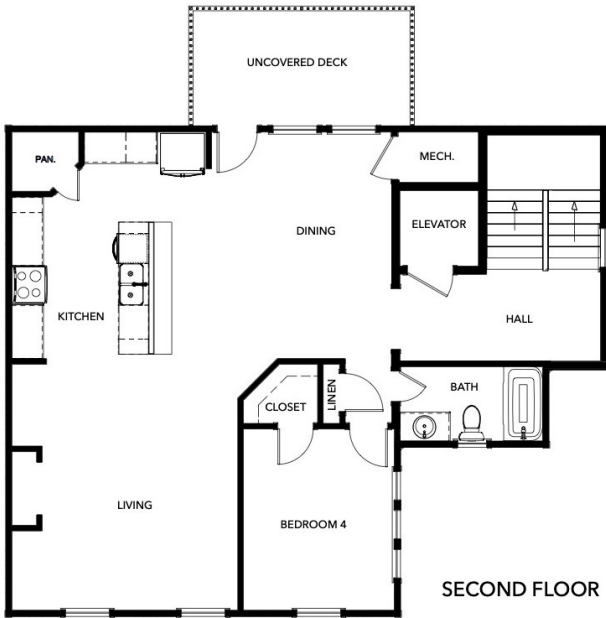 UNCOVERED DECK
PAN.
MECH.
DINING
ELEVATOR
KITCHEN
HALL
CLOSET
LINEN
BATH
LIVING
BEDROOM 4
SECOND FLOOR